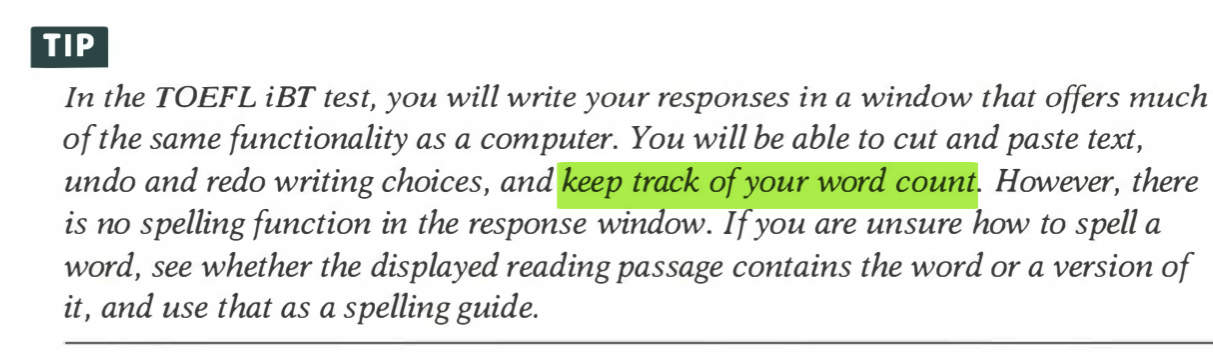 TIP
In the TOEFL iBT test, you will write your responses in a window that offers much
of the same functionality as a computer. You will be able to cut and paste text,
undo and redo writing choices, and keep track of your word count. However, there
is no spelling function in the response window. If you are unsure how to spell a
word, see whether the displayed reading passage contains the word or a version of
it, and use that as a spelling guide.